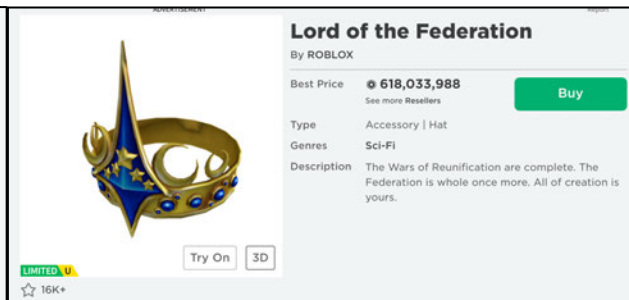 ADVERTISEMENT
Report
Lord of the Federation
By ROBLOX
Best Price 618,033,988
See more Resellers
Buy
Type Accessory | Hat
Genres Sci-Fi
Description The Wars of Reunification are complete. The
Federation is whole once more. All of creation is
yours.
Try On 3D
LIMITED U
16K+